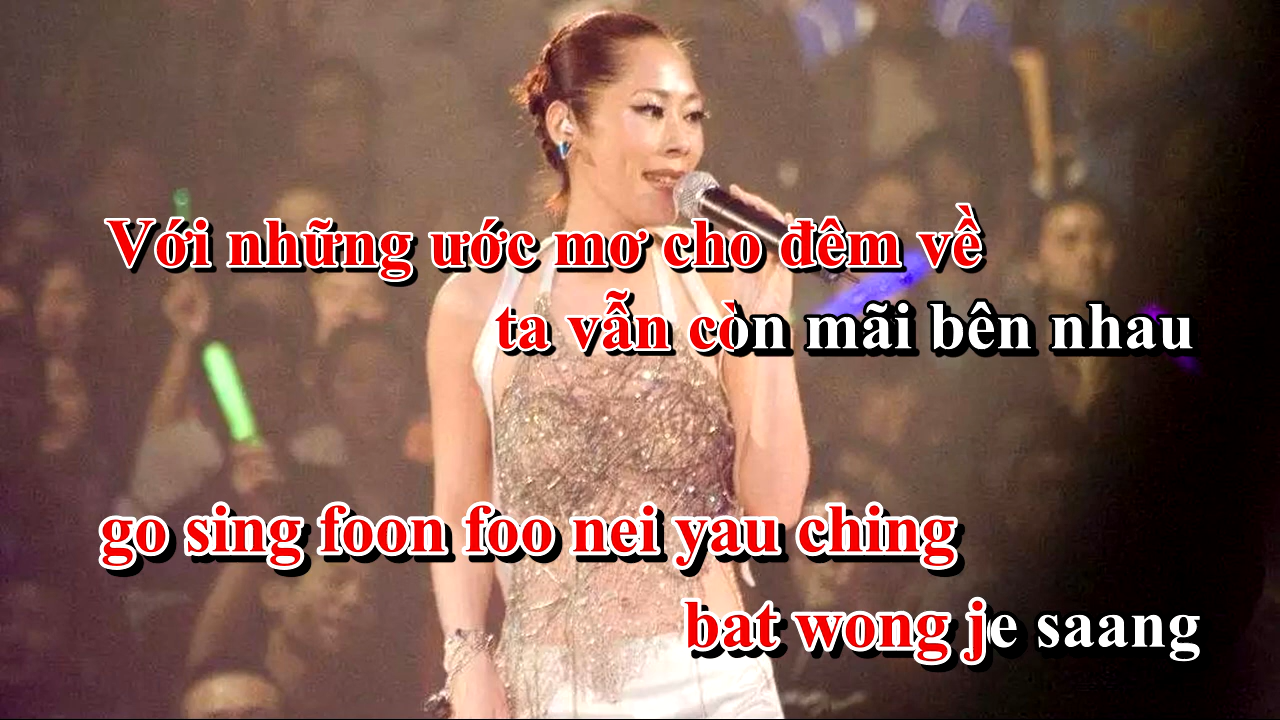 Với những ước mơ cho đêm về
ta vẫn còn mãi bên nhau
go sing foon foo nei yau ching
bat wong je saang